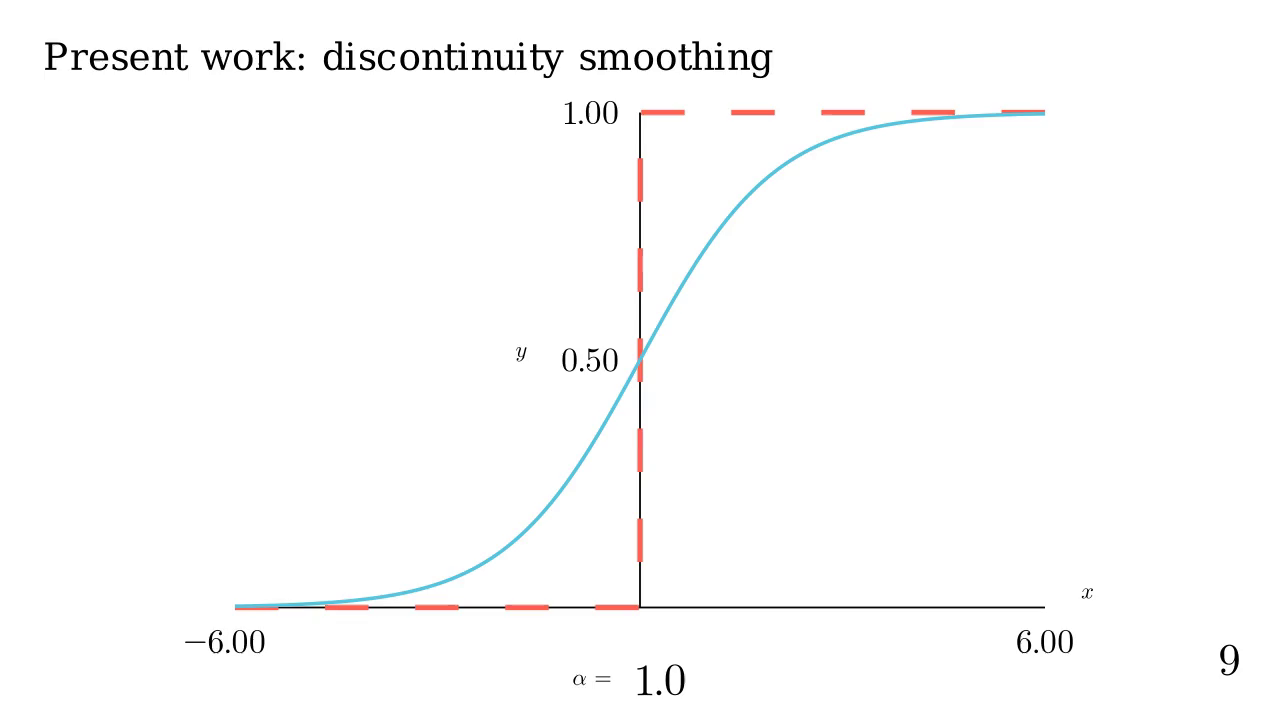 Present work: discontinuity smoothing
1.00
y 0.50
x
−6.00 6.00
α = 1.0
9